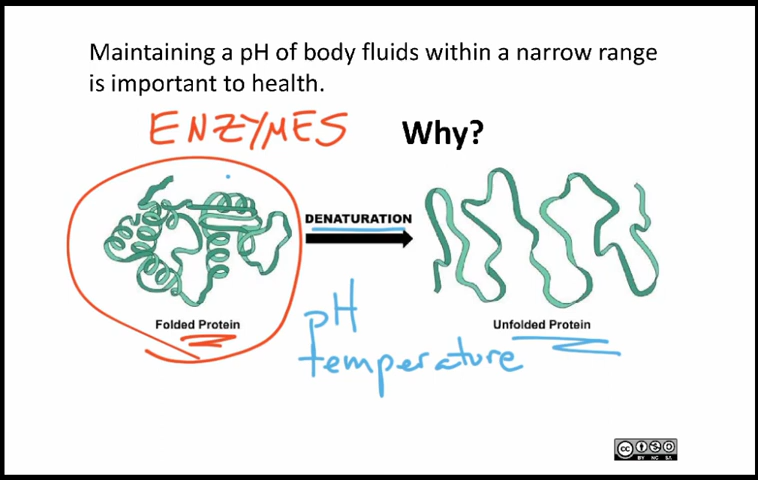 Maintaining a pH of body fluids within a narrow range
is important to health.
ENZYMES Why?
DENATURATION
Folded Protein
pH
Unfolded Protein
temperature
cc
BY NC SA